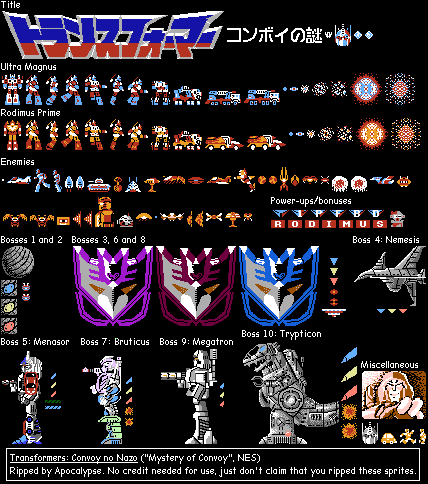 Title
トランスフォーマー
コンボイの謎
Ultra Magnus
Rodimus Prime
Enemies
Power-ups/bonuses
R O D I M U S
Bosses 1 and 2
Bosses 3, 6 and 8
Boss 4: Nemesis
Boss 10: Trypticon
Boss 5: Menasor
Boss 7: Bruticus
Boss 9: Megatron
Miscellaneous
Transformers: Convoy no Nazo ("Mystery of Convoy", NES)
Ripped by Apocalypse. No credit needed for use, just don't claim that you ripped these sprites.